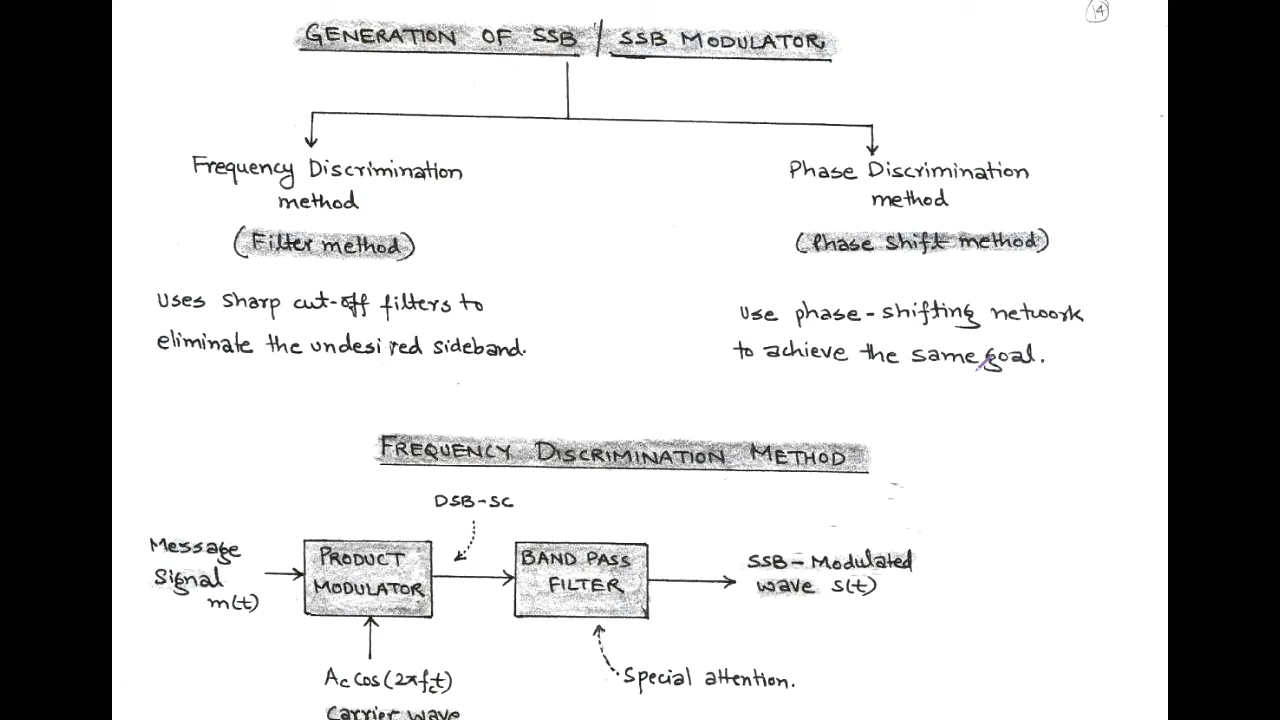 14
GENERATION OF SSB / SSB MODULATOR
Frequency Discrimination
method
(Filter method)
Uses sharp cut-off filters to
eliminate the undesired sideband.
Phase Discrimination
method
(Phase shift method)
Use phase-shifting network
to achieve the same goal.
FREQUENCY DISCRIMINATION METHOD
DSB-SC
Message
Signal
m(t)
PRODUCT
MODULATOR
BAND PASS
FILTER
SSB-Modulated
wave s(t)
Ac cos(2πfct)
Carrier wave
Special attention.